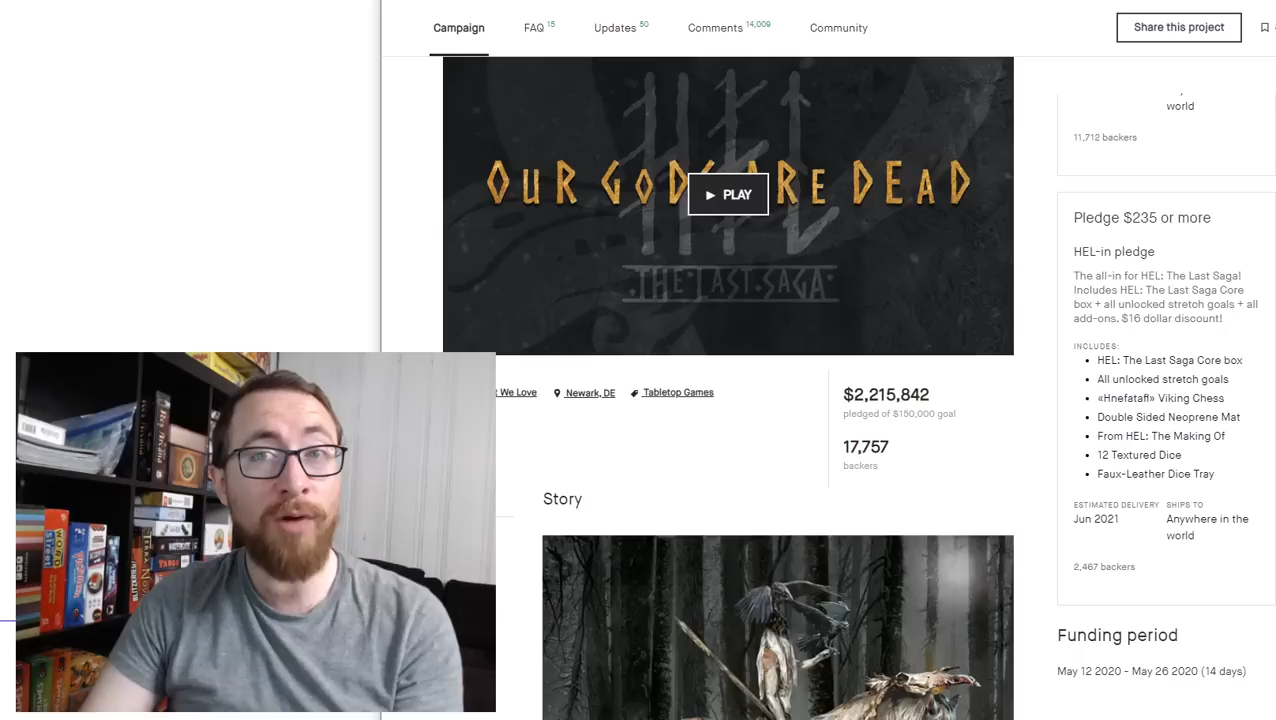 Campaign
FAQ 15
Updates 50
Comments 14,009
Community
Share this project
HEL
OUR GODS ARE DEAD
PLAY
THE LAST SAGA
We Love
Newark, DE
Tabletop Games
$2,215,842
pledged of $150,000 goal
17,757
backers
Story
world
11,712 backers
Pledge $235 or more
HEL-in pledge
The all-in for HEL: The Last Saga!
Includes HEL: The Last Saga Core
box + all unlocked stretch goals + all
add-ons. $16 dollar discount!
INCLUDES:
HEL: The Last Saga Core box
All unlocked stretch goals
«Hnefatafl» Viking Chess
Double Sided Neoprene Mat
From HEL: The Making Of
12 Textured Dice
Faux-Leather Dice Tray
ESTIMATED DELIVERY
Jun 2021
SHIPS TO
Anywhere in the
world
2,467 backers
Funding period
May 12 2020 - May 26 2020 (14 days)